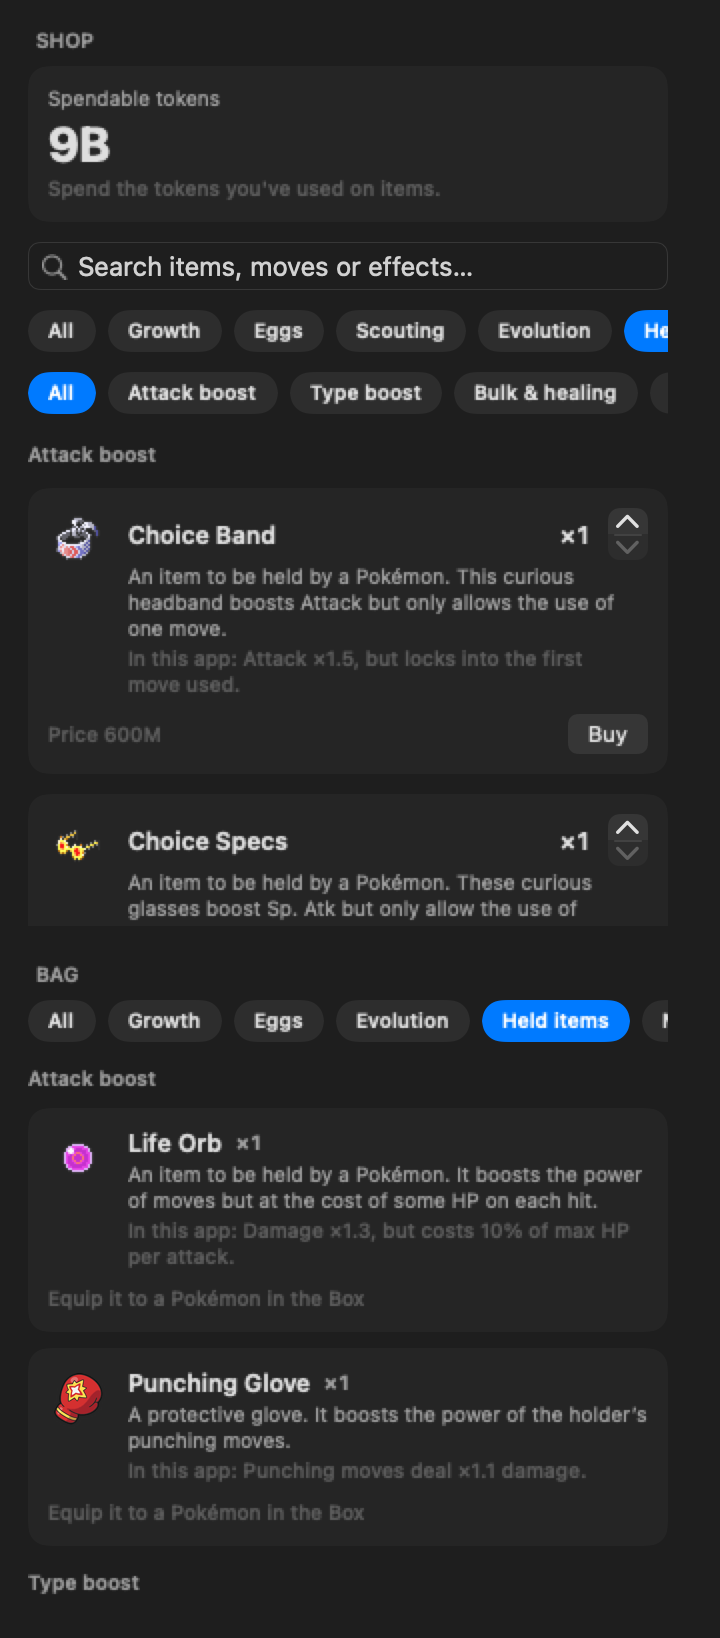 SHOP
Spendable tokens
9B
Spend the tokens you've used on items.
Search items, moves or effects...
All Growth Eggs Scouting Evolution
All Attack boost Type boost Bulk & healing
Attack boost
Choice Band ×1
An item to be held by a Pokémon. This curious
headband boosts Attack but only allows the use of
one move.
In this app: Attack ×1.5, but locks into the first
move used.
Price 600M Buy
Choice Specs ×1
An item to be held by a Pokémon. These curious
glasses boost Sp. Atk but only allow the use of
BAG
All Growth Eggs Evolution Held items
Attack boost
Life Orb ×1
An item to be held by a Pokémon. It boosts the power
of moves but at the cost of some HP on each hit.
In this app: Damage ×1.3, but costs 10% of max HP
per attack.
Equip it to a Pokémon in the Box
Punching Glove ×1
A protective glove. It boosts the power of the holder’s
punching moves.
In this app: Punching moves deal ×1.1 damage.
Equip it to a Pokémon in the Box
Type boost